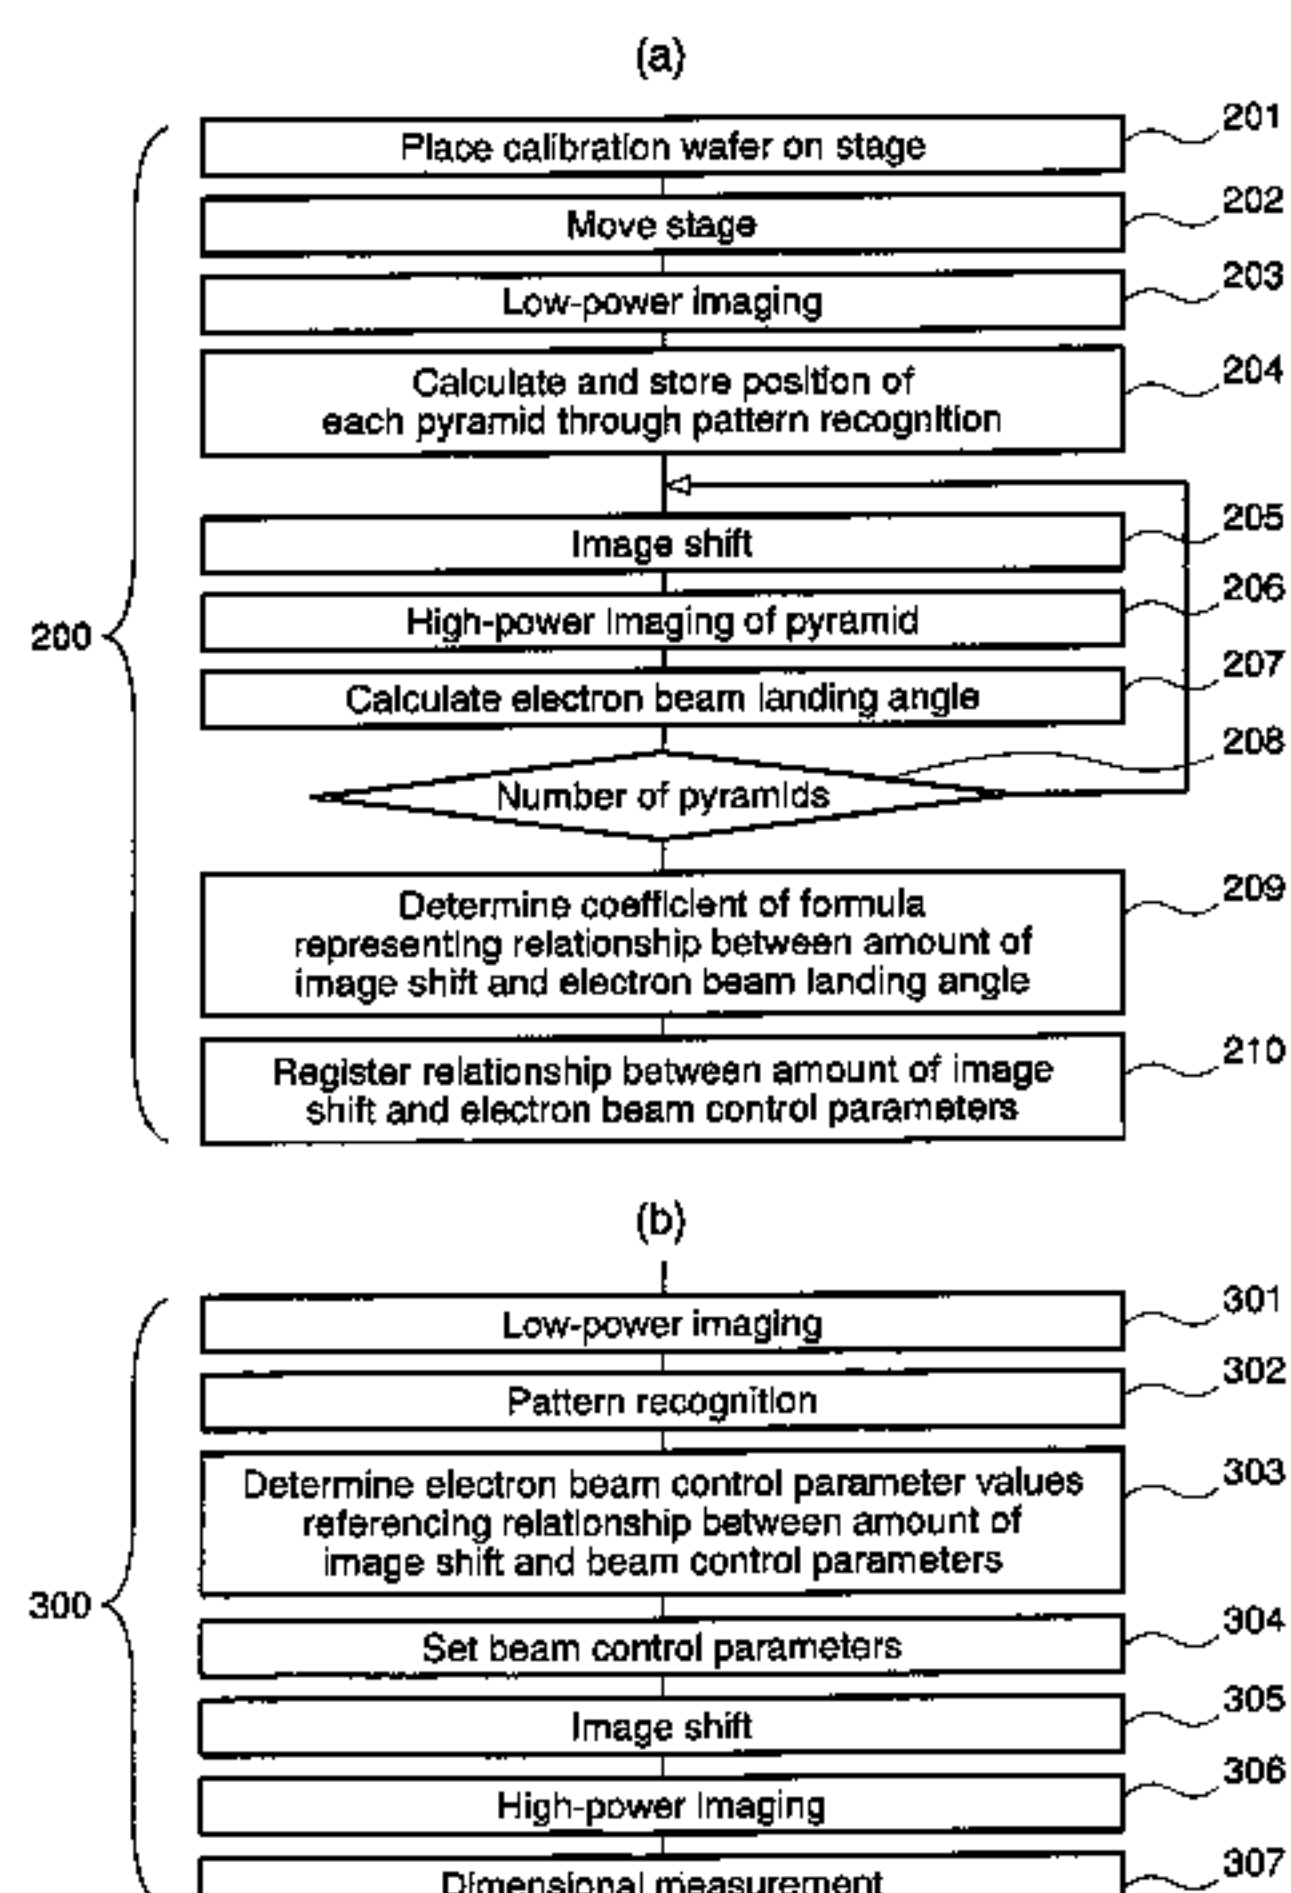 (a)
Place calibration wafer on stage
201
Move stage
202
Low-power imaging
203
Calculate and store position of
each pyramid through pattern recognition
204
Image shift
205
High-power imaging of pyramid
206
Calculate electron beam landing angle
207
Number of pyramids
208
Determine coefficient of formula
representing relationship between amount of
image shift and electron beam landing angle
209
Register relationship between amount of image
shift and electron beam control parameters
210
200
(b)
Low-power imaging
301
Pattern recognition
302
Determine electron beam control parameter values
referencing relationship between amount of
image shift and beam control parameters
303
Set beam control parameters
304
Image shift
305
High-power imaging
306
Dimensional measurement
307
300